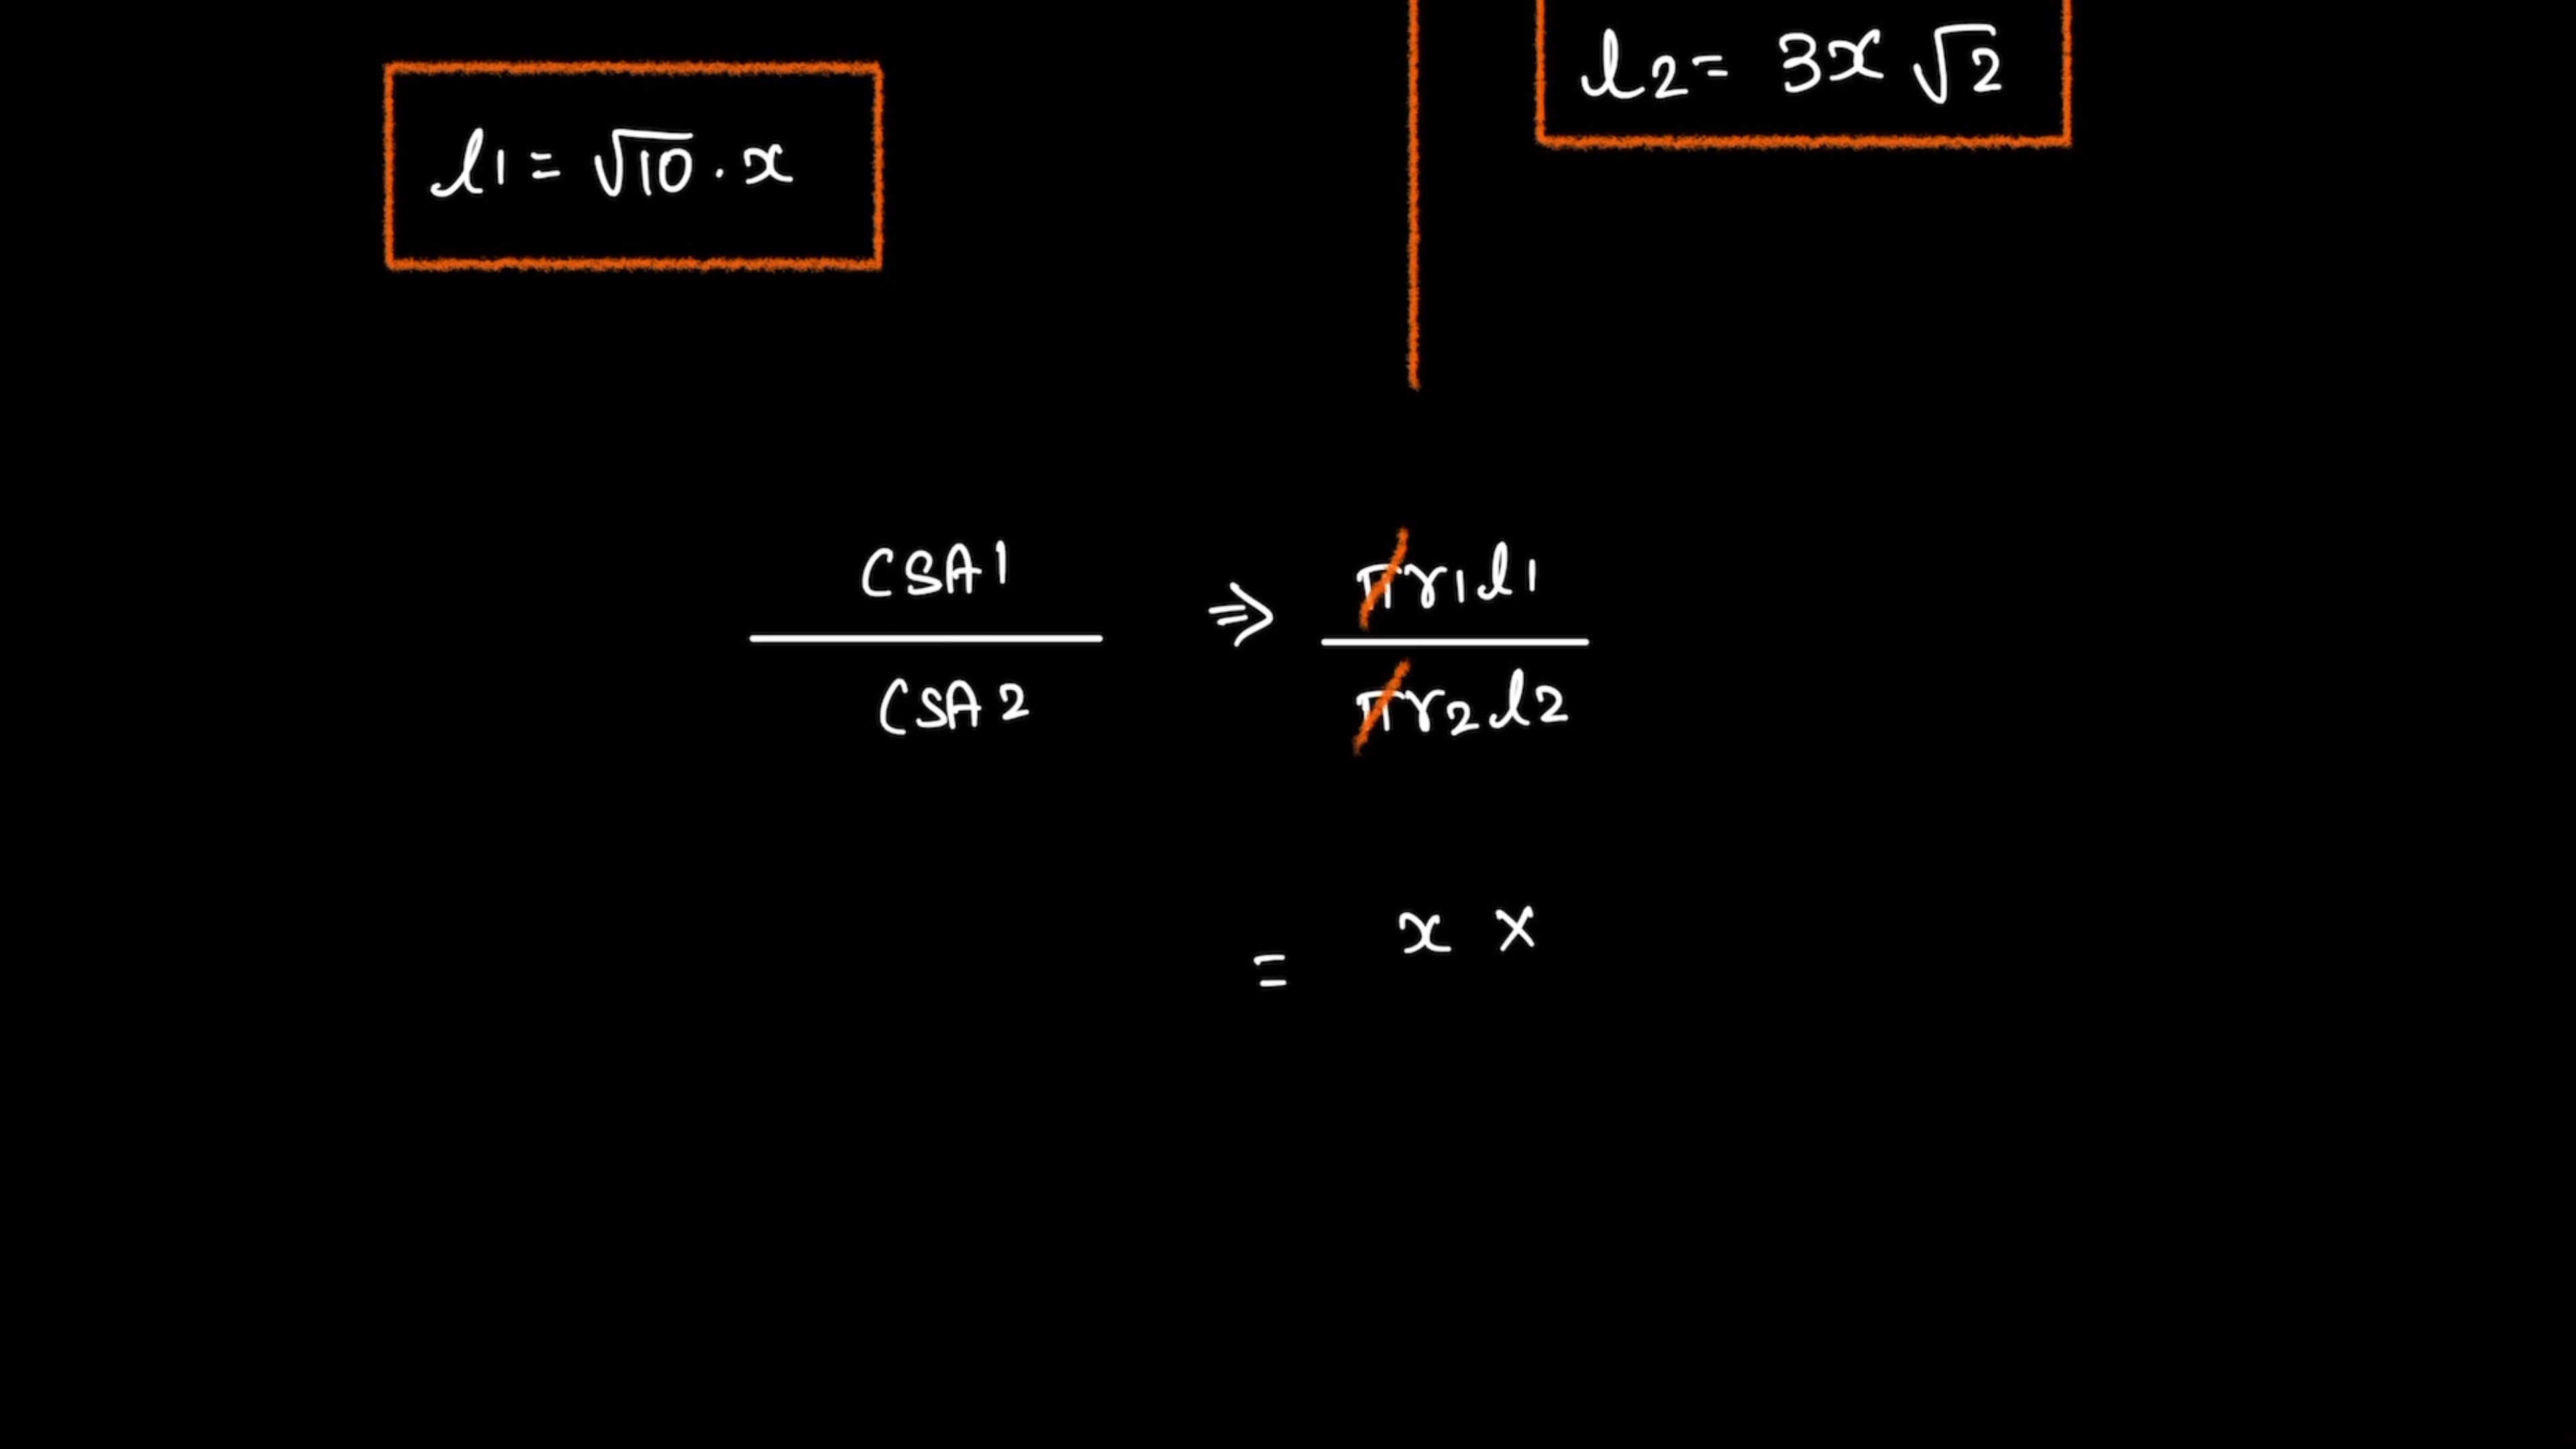 l1 = √10 . x
l2 = 3x √2
CSA1 / CSA2 ⇒ πr1l1 / πr2l2
= x ×